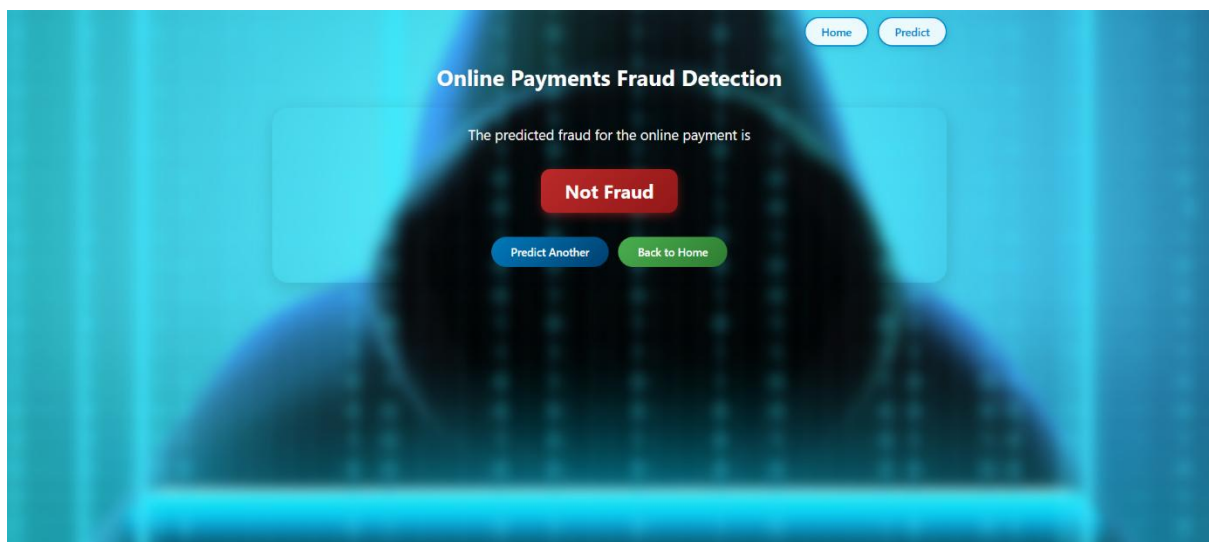 Home Predict
Online Payments Fraud Detection
The predicted fraud for the online payment is
Not Fraud
Predict Another Back to Home